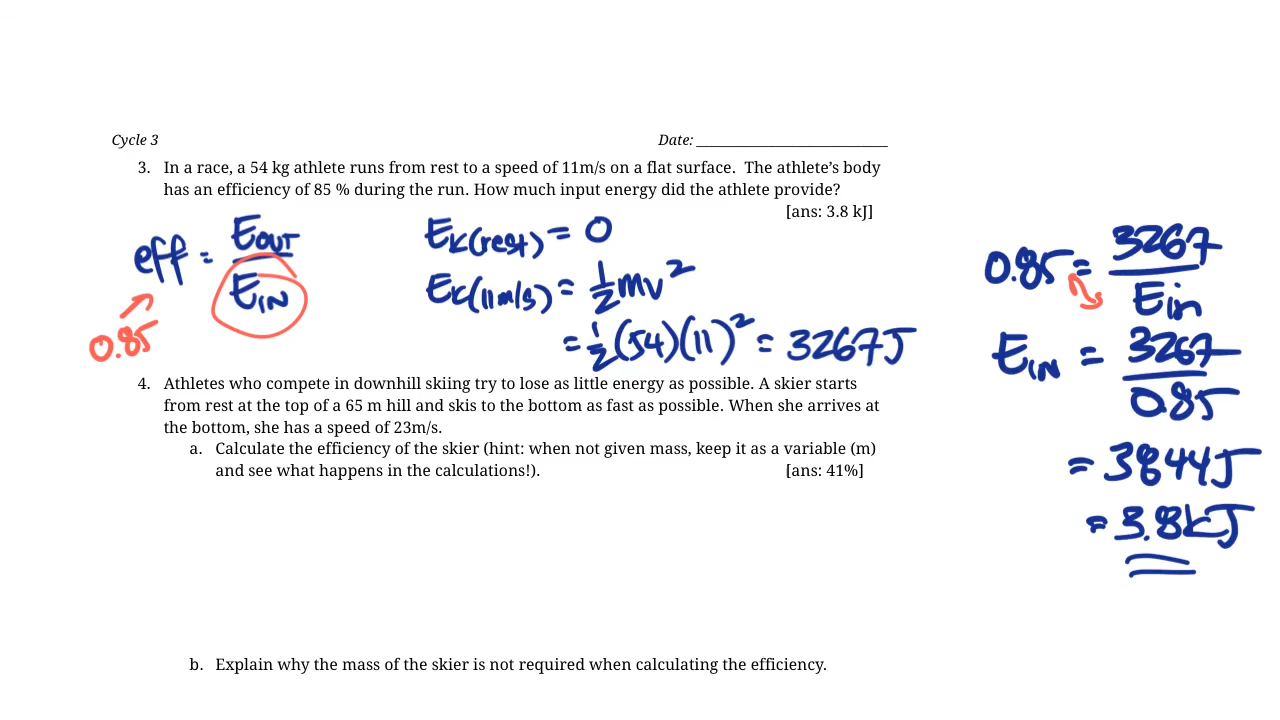 Cycle 3 Date: ___________________________
3. In a race, a 54 kg athlete runs from rest to a speed of 11m/s on a flat surface. The athlete's body
has an efficiency of 85 % during the run. How much input energy did the athlete provide?
[ans: 3.8 kJ]
eff = EOUT / EIN
0.85
Ek(rest) = 0
Ek(11m/s) = 1/2 mv²
= 1/2 (54)(11)² = 3267J
0.85 = 3267 / Ein
EIN = 3267 / 0.85
= 3844J
= 3.8kJ
4. Athletes who compete in downhill skiing try to lose as little energy as possible. A skier starts
from rest at the top of a 65 m hill and skis to the bottom as fast as possible. When she arrives at
the bottom, she has a speed of 23m/s.
a. Calculate the efficiency of the skier (hint: when not given mass, keep it as a variable (m)
and see what happens in the calculations!). [ans: 41%]
b. Explain why the mass of the skier is not required when calculating the efficiency.